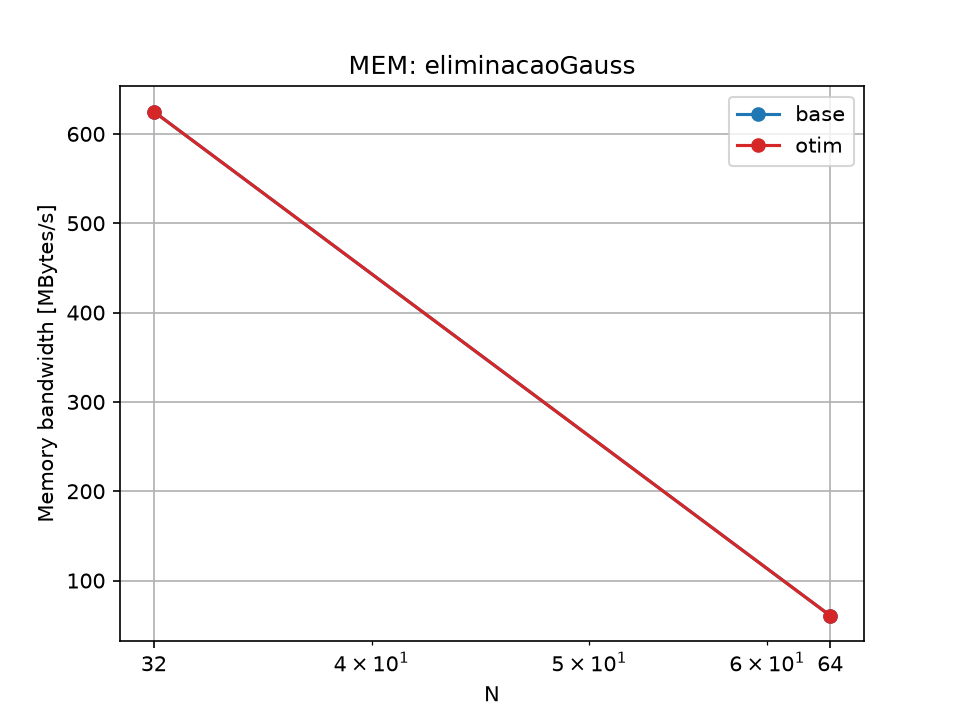 MEM: eliminacaoGauss
base
otim
Memory bandwidth [MBytes/s]
600
500
400
300
200
100
32
4 × 10¹
5 × 10¹
6 × 10¹
64
N